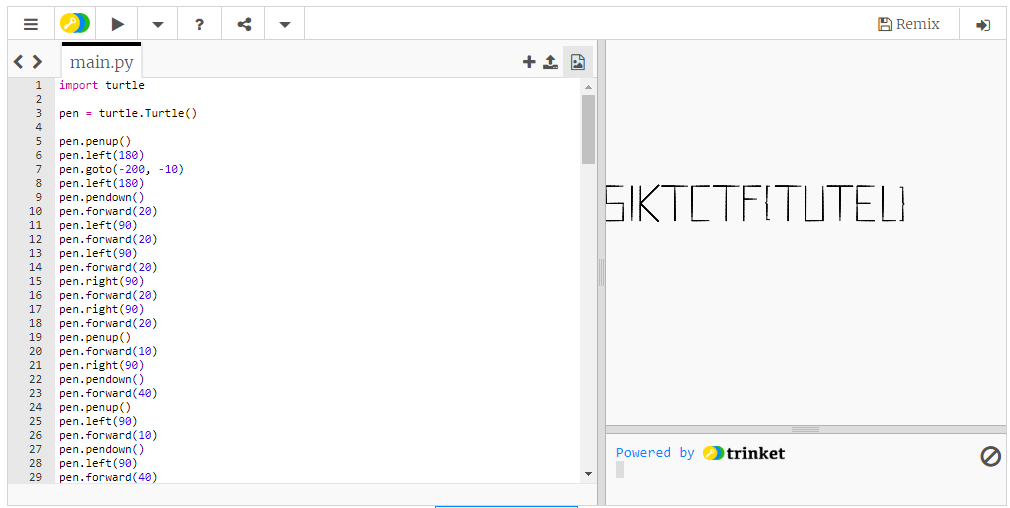 Remix
main.py
1 import turtle
2
3 pen = turtle.Turtle()
4
5 pen.penup()
6 pen.left(180)
7 pen.goto(-200, -10)
8 pen.left(180)
9 pen.pendown()
10 pen.forward(20)
11 pen.left(90)
12 pen.forward(20)
13 pen.left(90)
14 pen.forward(20)
15 pen.right(90)
16 pen.forward(20)
17 pen.right(90)
18 pen.forward(20)
19 pen.penup()
20 pen.forward(10)
21 pen.right(90)
22 pen.pendown()
23 pen.forward(40)
24 pen.penup()
25 pen.left(90)
26 pen.forward(10)
27 pen.pendown()
28 pen.left(90)
29 pen.forward(40)
SIKTCTF{TUTEL}
Powered by trinket